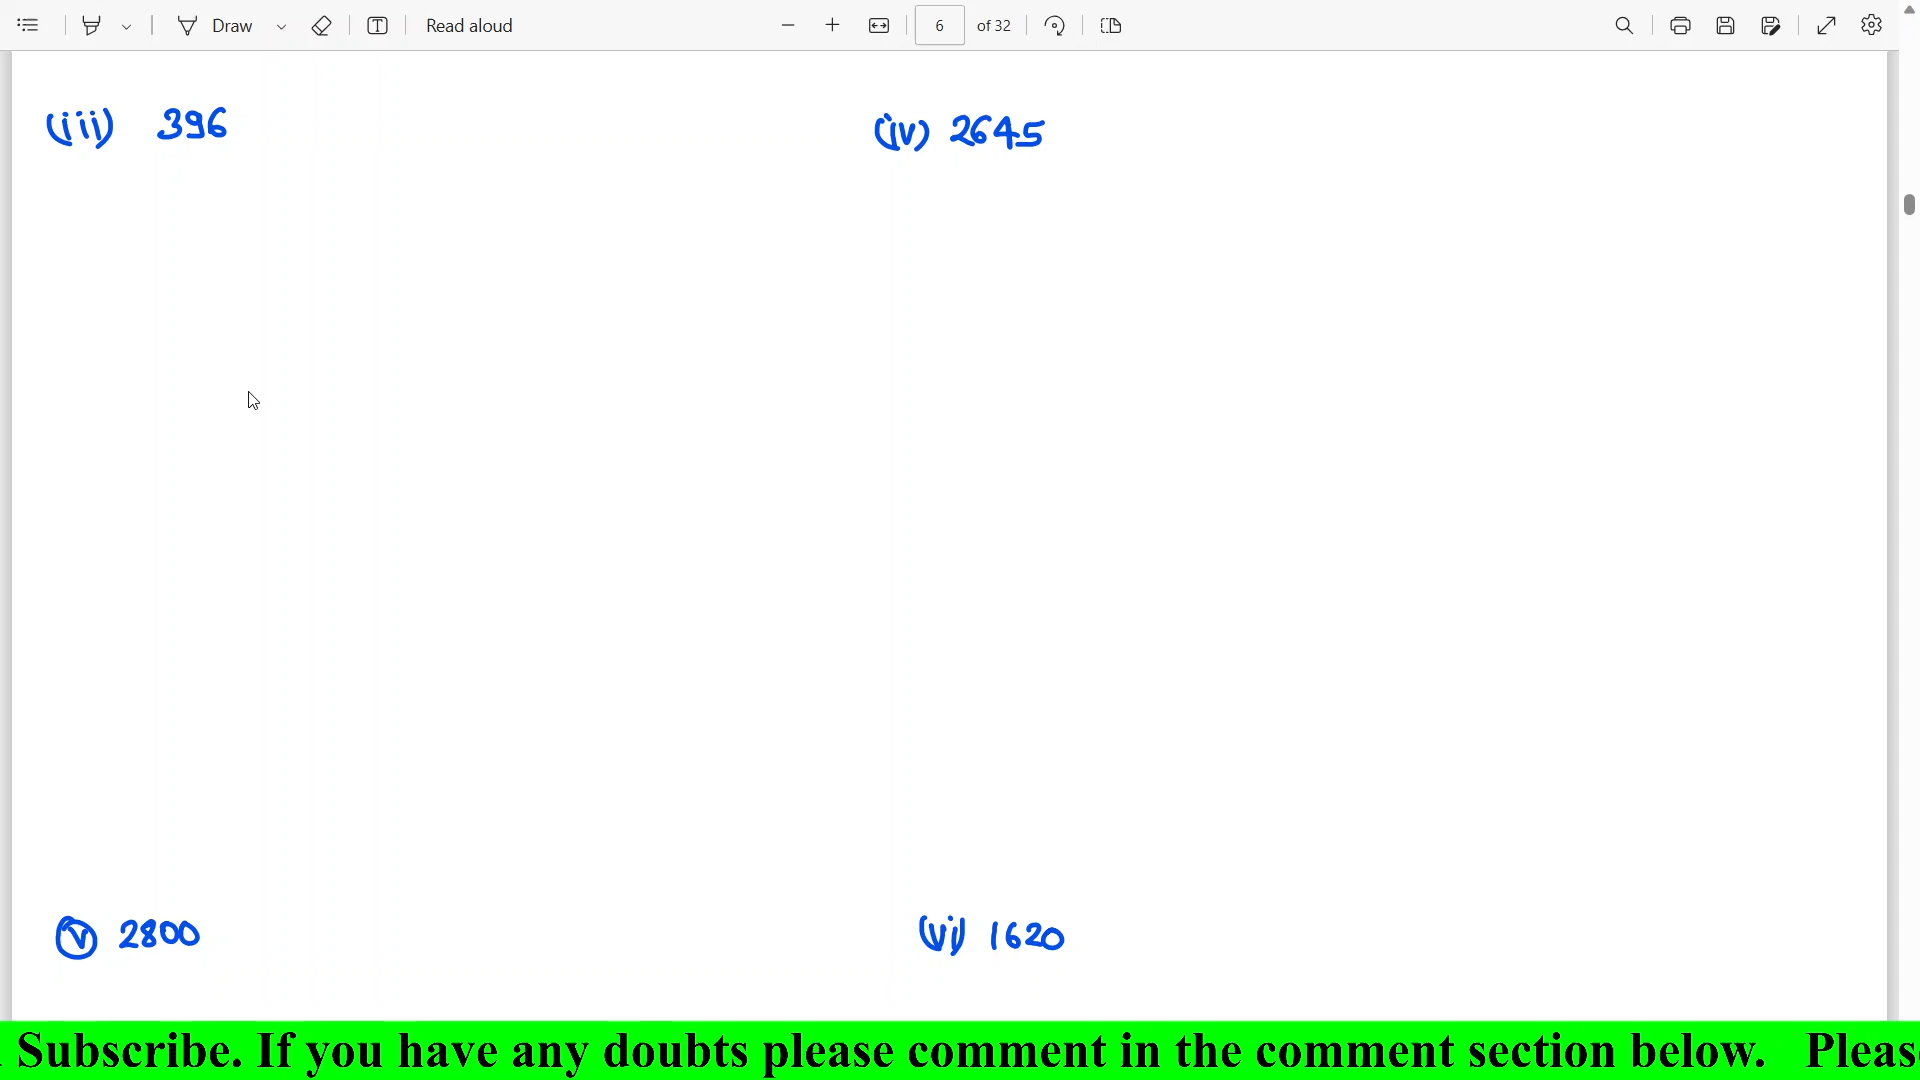 Draw Read aloud 6 of 32
(iii) 396 (iv) 2645
(v) 2800 (vi) 1620
Subscribe. If you have any doubts please comment in the comment section below. Pleas